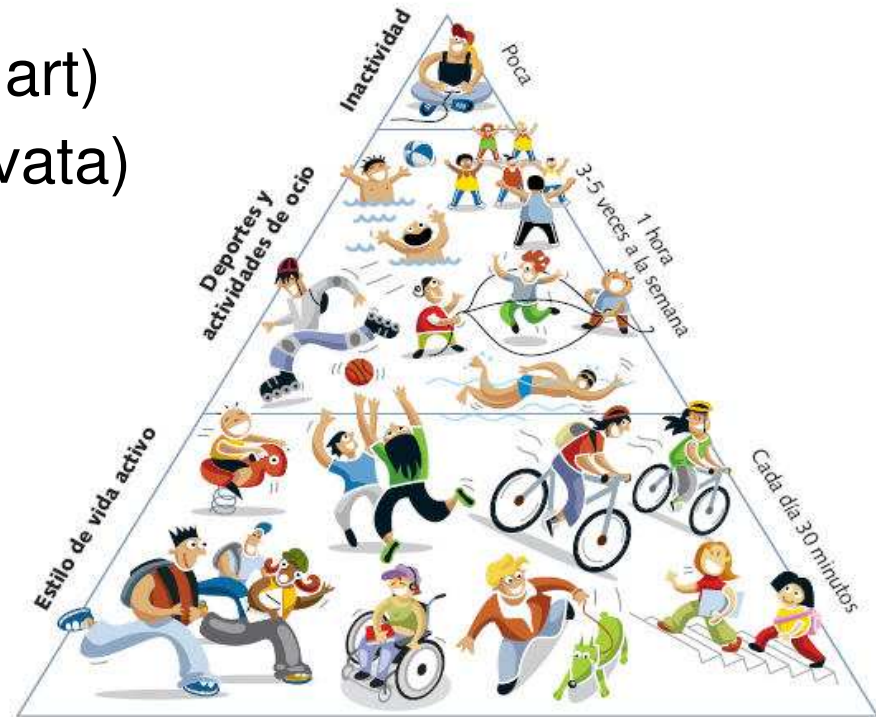 art)
vata)
Inactividad
Poca
Deportes y
actividades de ocio
1 hora
3-5 veces a la semana
Estilo de vida activo
Cada día 30 minutos